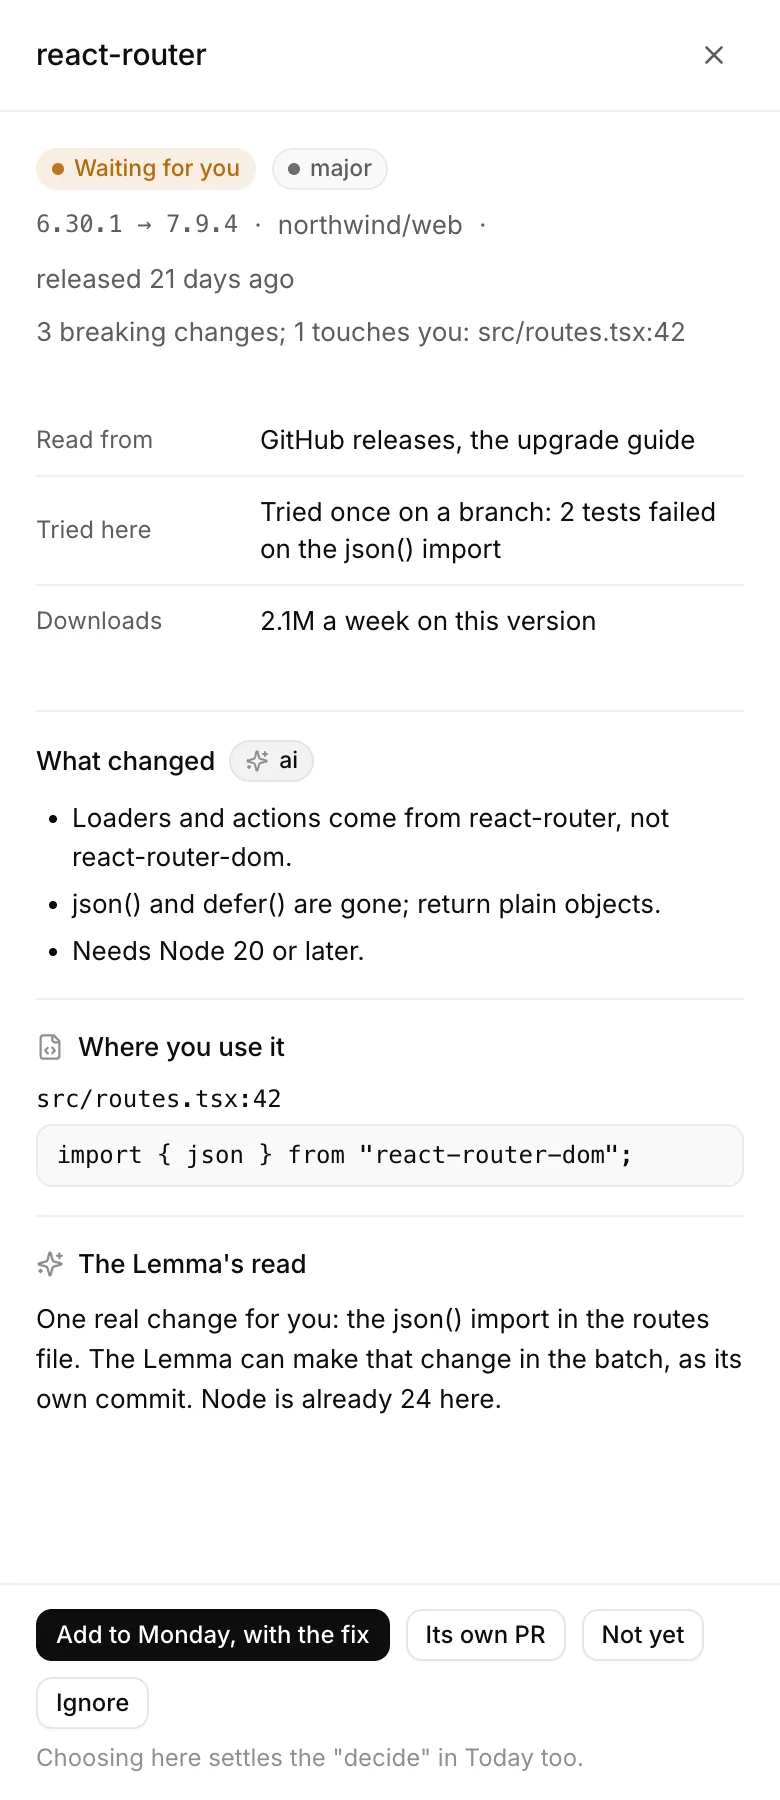 react-router
Waiting for you
major
6.30.1 → 7.9.4 · northwind/web ·
released 21 days ago
3 breaking changes; 1 touches you: src/routes.tsx:42
Read from
GitHub releases, the upgrade guide
Tried here
Tried once on a branch: 2 tests failed
on the json() import
Downloads
2.1M a week on this version
What changed
ai
• Loaders and actions come from react-router, not
react-router-dom.
• json() and defer() are gone; return plain objects.
• Needs Node 20 or later.
Where you use it
src/routes.tsx:42
import { json } from "react-router-dom";
The Lemma's read
One real change for you: the json() import in the routes
file. The Lemma can make that change in the batch, as its
own commit. Node is already 24 here.
Add to Monday, with the fix
Its own PR
Not yet
Ignore
Choosing here settles the "decide" in Today too.